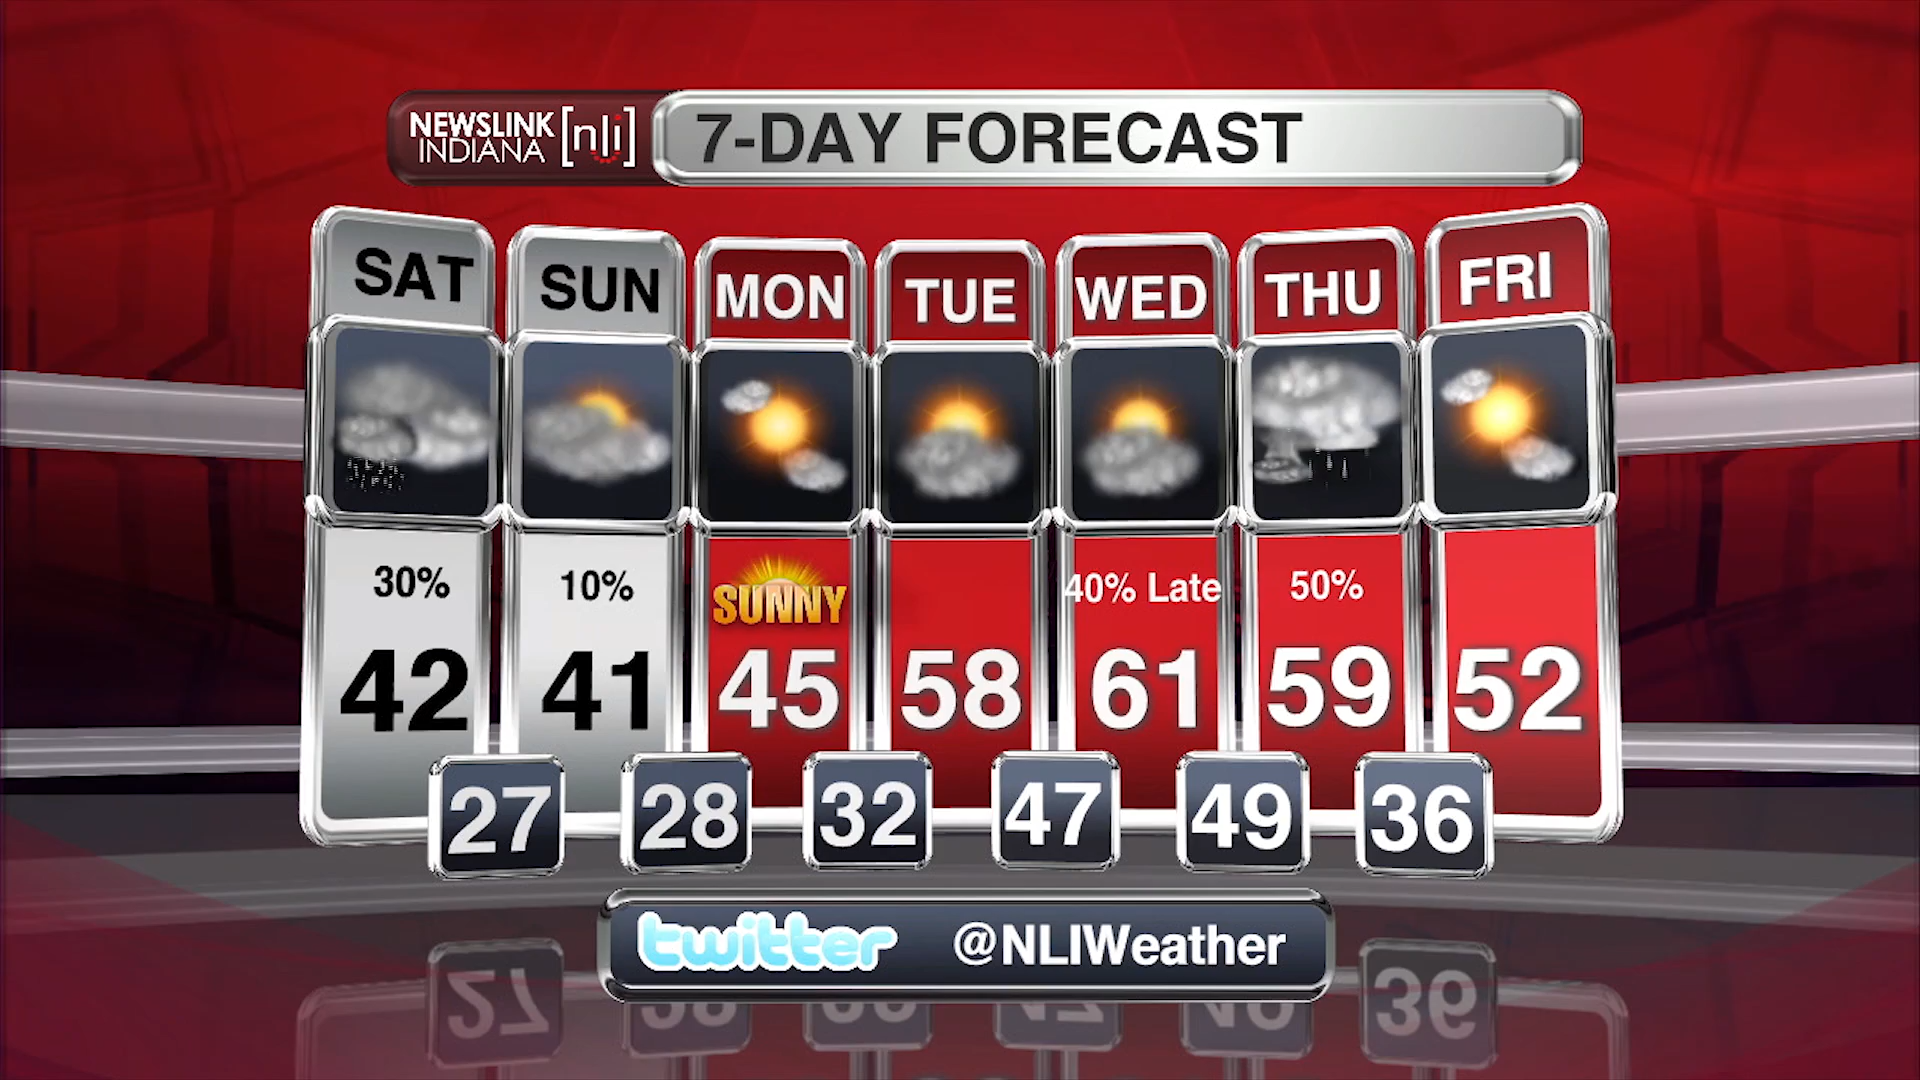 NEWSLINK
INDIANA
[nli]
7-DAY FORECAST
SAT SUN MON TUE WED THU FRI
30% 10% SUNNY 40% Late 50%
42 41 45 58 61 59 52
27 28 32 47 49 36
twitter @NLIWeather